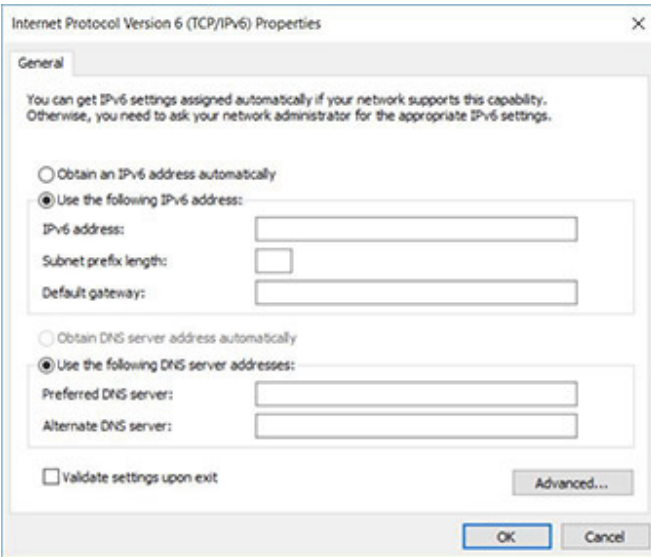 Internet Protocol Version 6 (TCP/IPv6) Properties
General
You can get IPv6 settings assigned automatically if your network supports this capability.
Otherwise, you need to ask your network administrator for the appropriate IPv6 settings.
Obtain an IPv6 address automatically
Use the following IPv6 address:
IPv6 address:
Subnet prefix length:
Default gateway:
Obtain DNS server address automatically
Use the following DNS server addresses:
Preferred DNS server:
Alternate DNS server:
Validate settings upon exit
Advanced...
OK Cancel